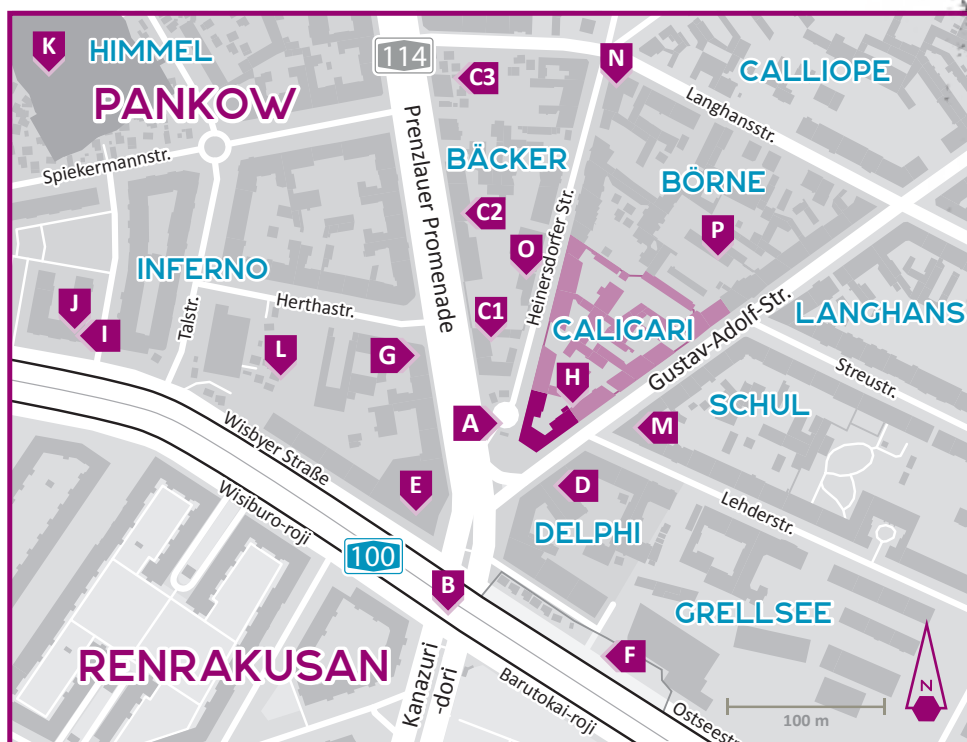 K
HIMMEL
114
C3
N
CALLIOPE
PANKOW
Langhansstr.
Spiekermannstr.
Prenzlauer Promenade
BÄCKER
BÖRNE
C2
P
O
Heinersdorfer Str.
INFERNO
J
I
Talstr.
Herthastr.
C1
CALIGARI
LANGHANS
L
G
H
Gustav-Adolf-Str.
Streustr.
SCHUL
A
M
Wisbyer Straße
E
D
Wisiburo-roji
DELPHI
Lehderstr.
100
B
GRELLSEE
RENRAKUSAN
F
Kanazuri
-dori
Barutokai-roji
Ostseestr
N
100 m